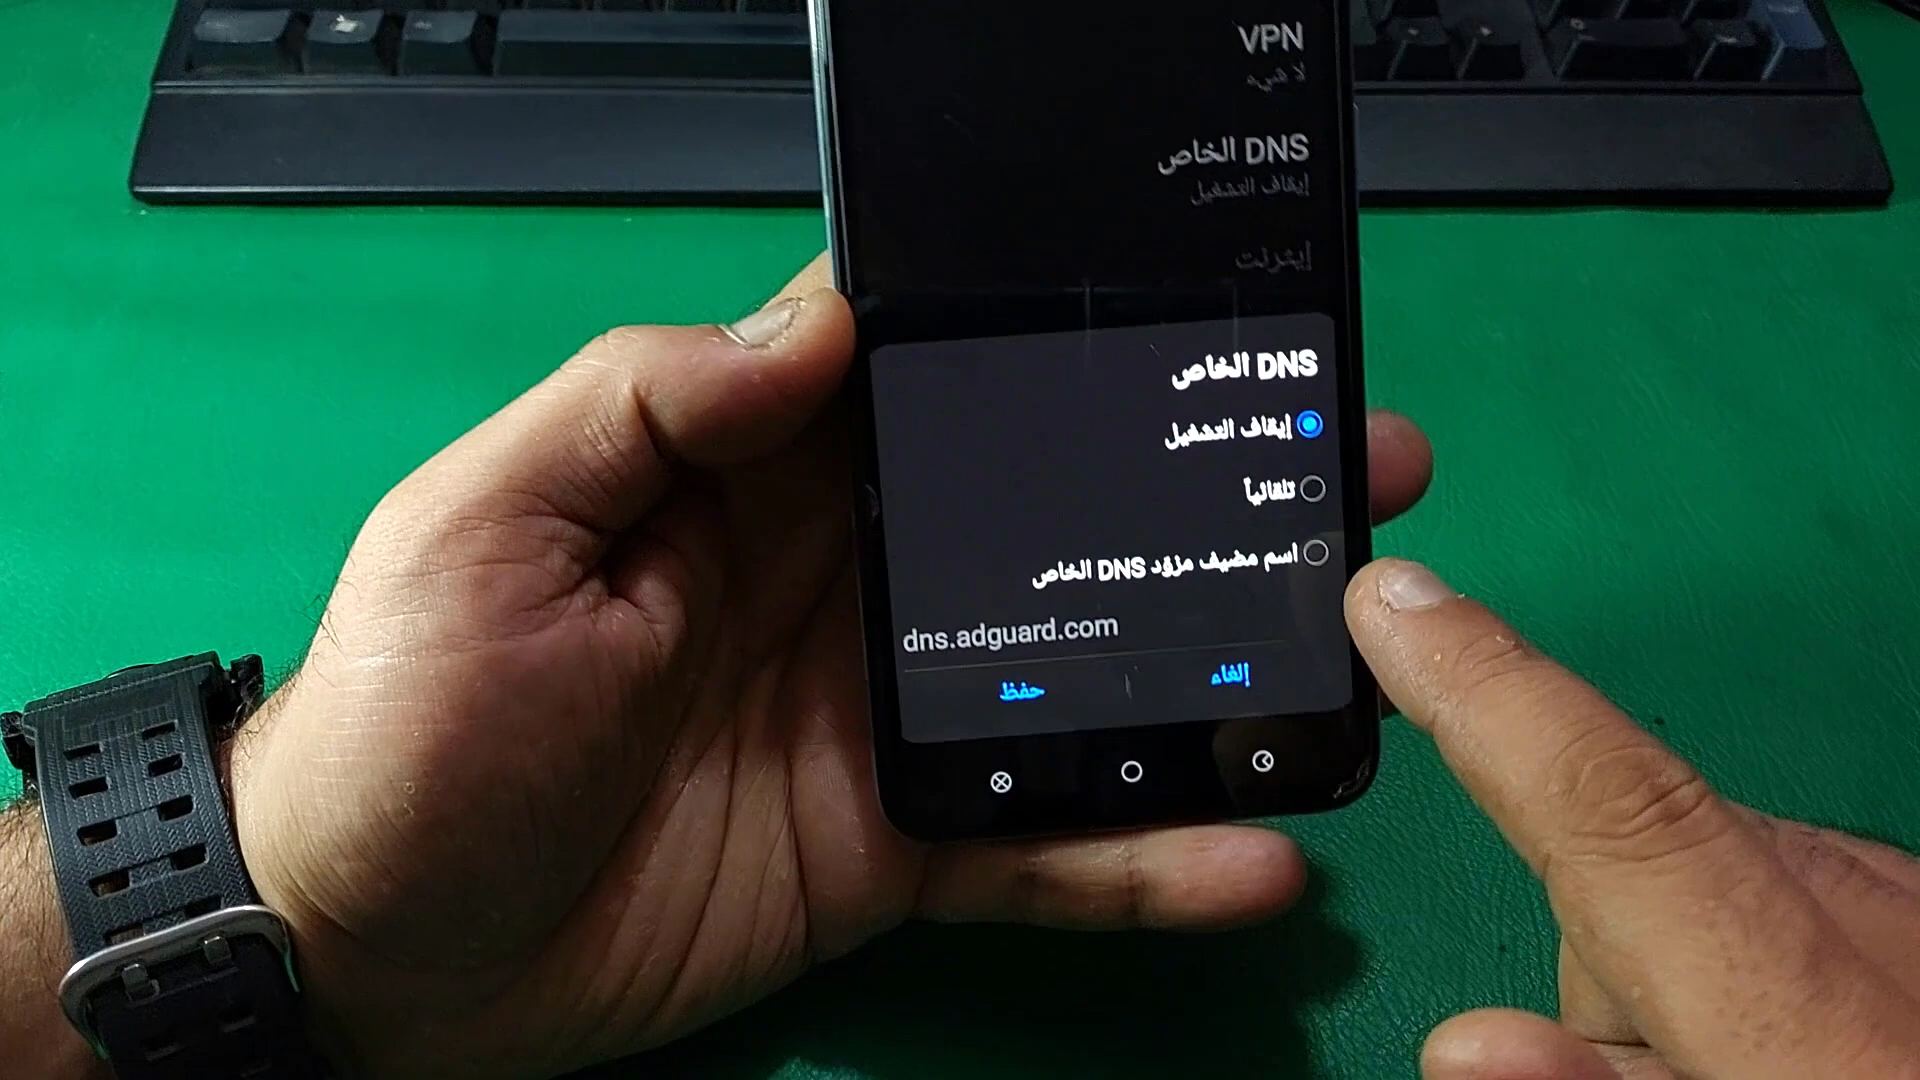 VPN
لا شيء
DNS الخاص
إيقاف التشغيل
إيثرنت
DNS الخاص
إيقاف التشغيل
تلقائياً
اسم مضيف مزوّد DNS الخاص
dns.adguard.com
إلغاء
حفظ